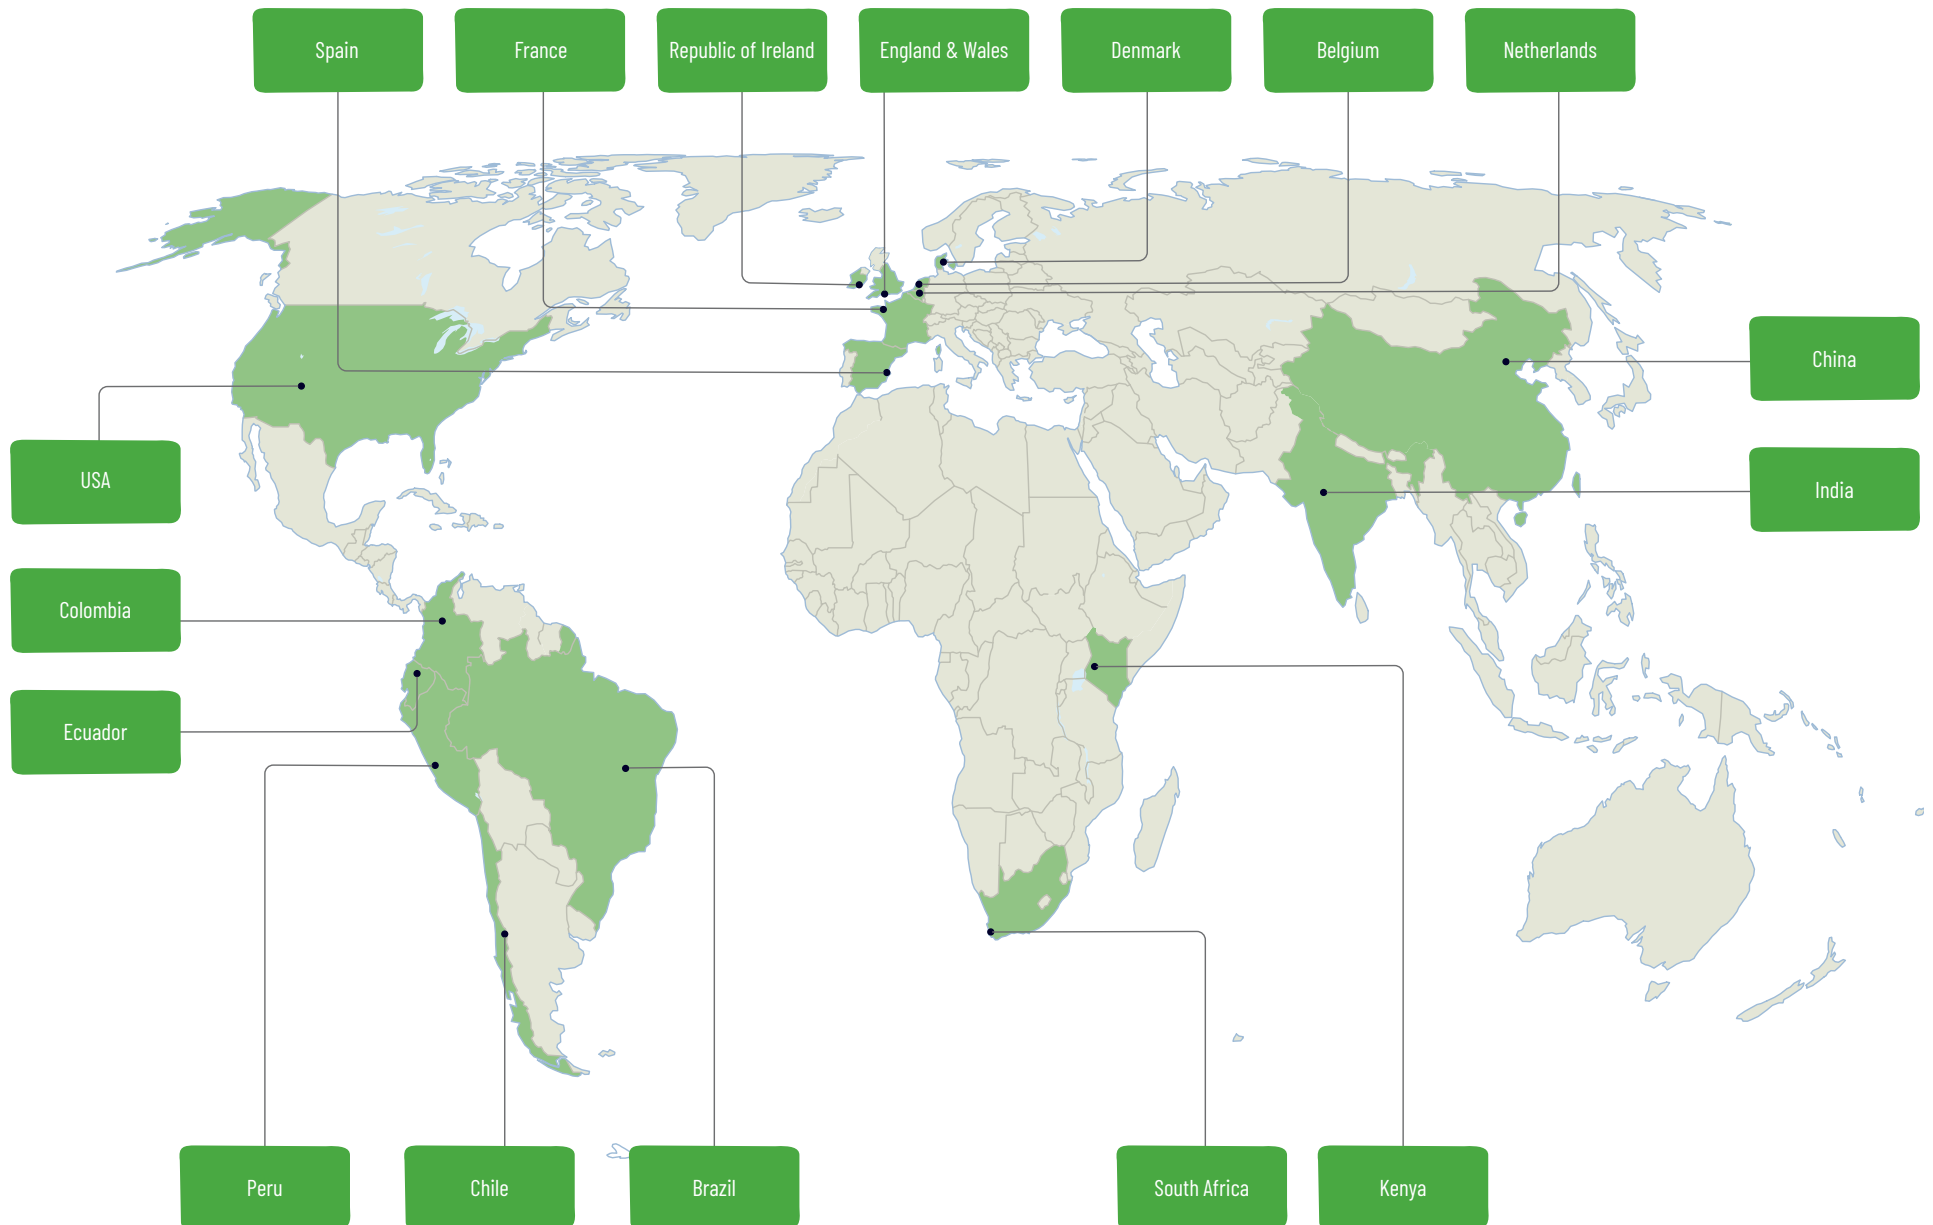 Spain
France
Republic of Ireland
England & Wales
Denmark
Belgium
Netherlands
China
USA
India
Colombia
Ecuador
Peru
Chile
Brazil
South Africa
Kenya